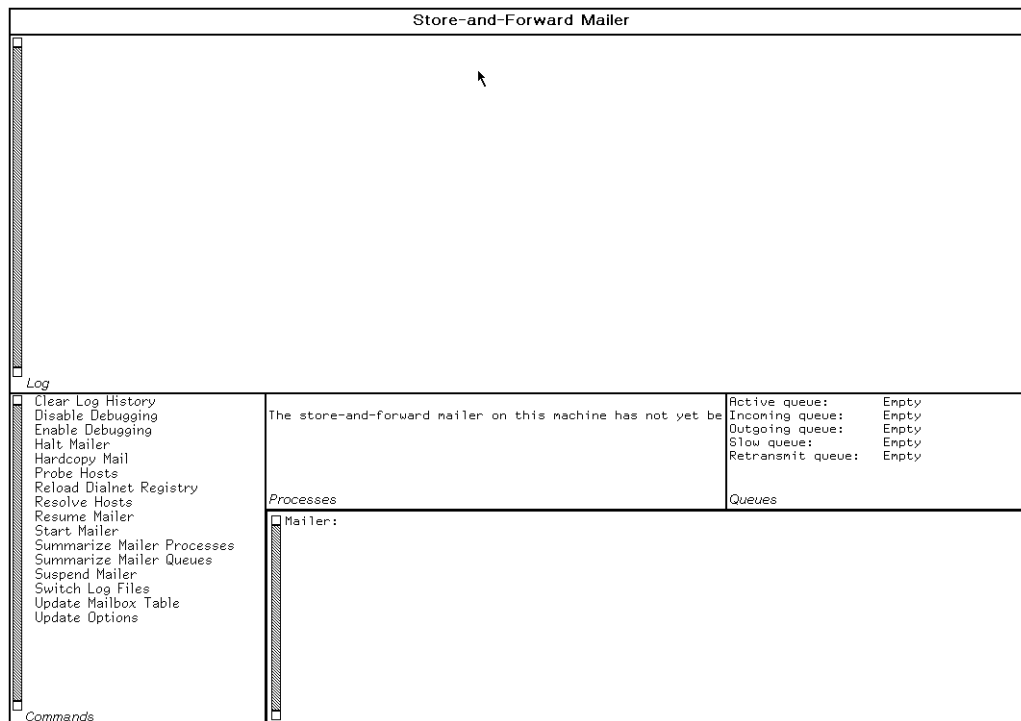 Store-and-Forward Mailer
Log
Clear Log History
Disable Debugging
Enable Debugging
Halt Mailer
Hardcopy Mail
Probe Hosts
Reload Dialnet Registry
Resolve Hosts
Resume Mailer
Start Mailer
Summarize Mailer Processes
Summarize Mailer Queues
Suspend Mailer
Switch Log Files
Update Mailbox Table
Update Options
Commands
The store-and-forward mailer on this machine has not yet be
Processes
Active queue: Empty
Incoming queue: Empty
Outgoing queue: Empty
Slow queue: Empty
Retransmit queue: Empty
Queues
Mailer: